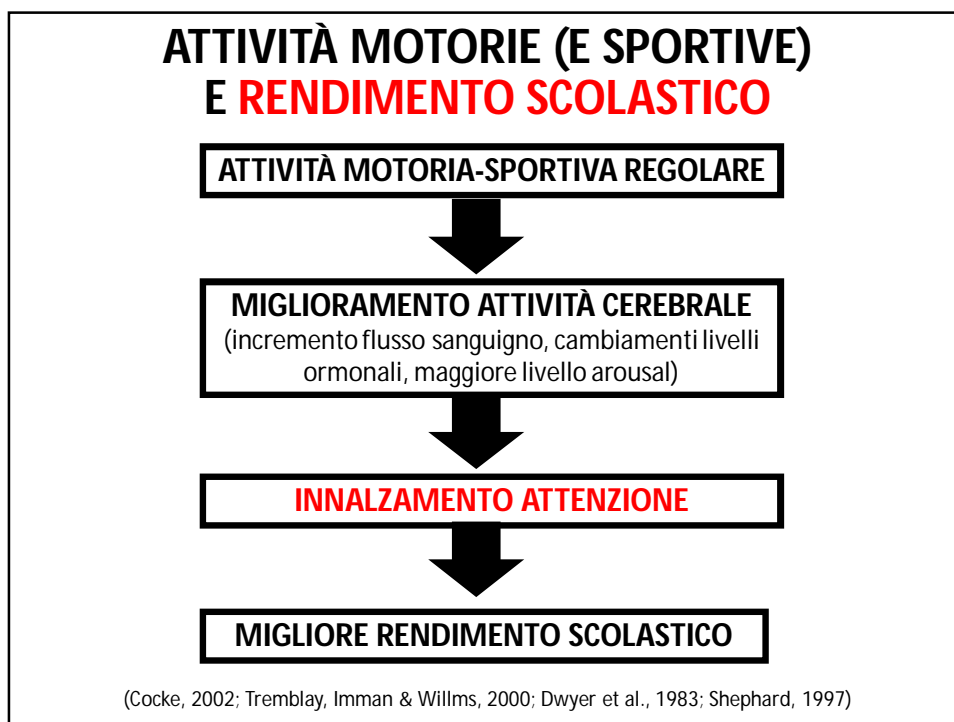 ATTIVITÀ MOTORIE (E SPORTIVE)
E RENDIMENTO SCOLASTICO
ATTIVITÀ MOTORIA-SPORTIVA REGOLARE
MIGLIORAMENTO ATTIVITÀ CEREBRALE
(incremento flusso sanguigno, cambiamenti livelli
ormonali, maggiore livello arousal)
INNALZAMENTO ATTENZIONE
MIGLIORE RENDIMENTO SCOLASTICO
(Cocke, 2002; Tremblay, Imman & Willms, 2000; Dwyer et al., 1983; Shephard, 1997)